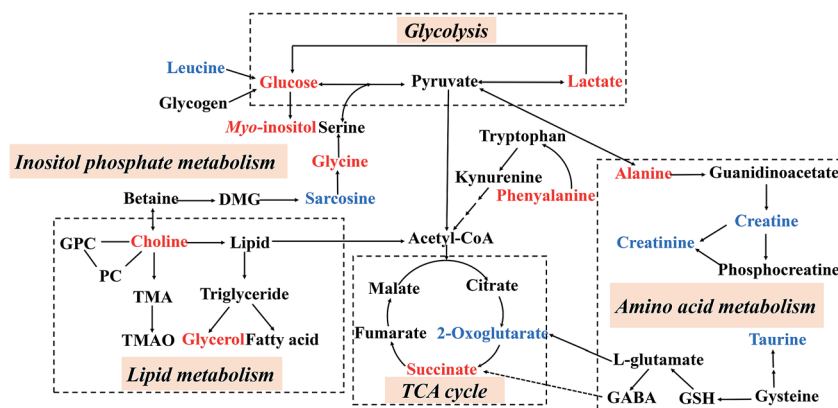 Glycolysis
Leucine
Glucose
Pyruvate
Lactate
Glycogen
Myo-inositol Serine
Tryptophan
Inositol phosphate metabolism
Glycine
Kynurenine
Alanine
Guanidinoacetate
Betaine
DMG
Sarcosine
Phenyalanine
GPC
Choline
Lipid
Acetyl-CoA
Creatinine
Creatine
PC
Phosphocreatine
TMA
Triglyceride
Malate
Citrate
Amino acid metabolism
TMAO
Glycerol Fatty acid
Fumarate
2-Oxoglutarate
Taurine
Lipid metabolism
Succinate
L-glutamate
TCA cycle
GABA
GSH
Gysteine